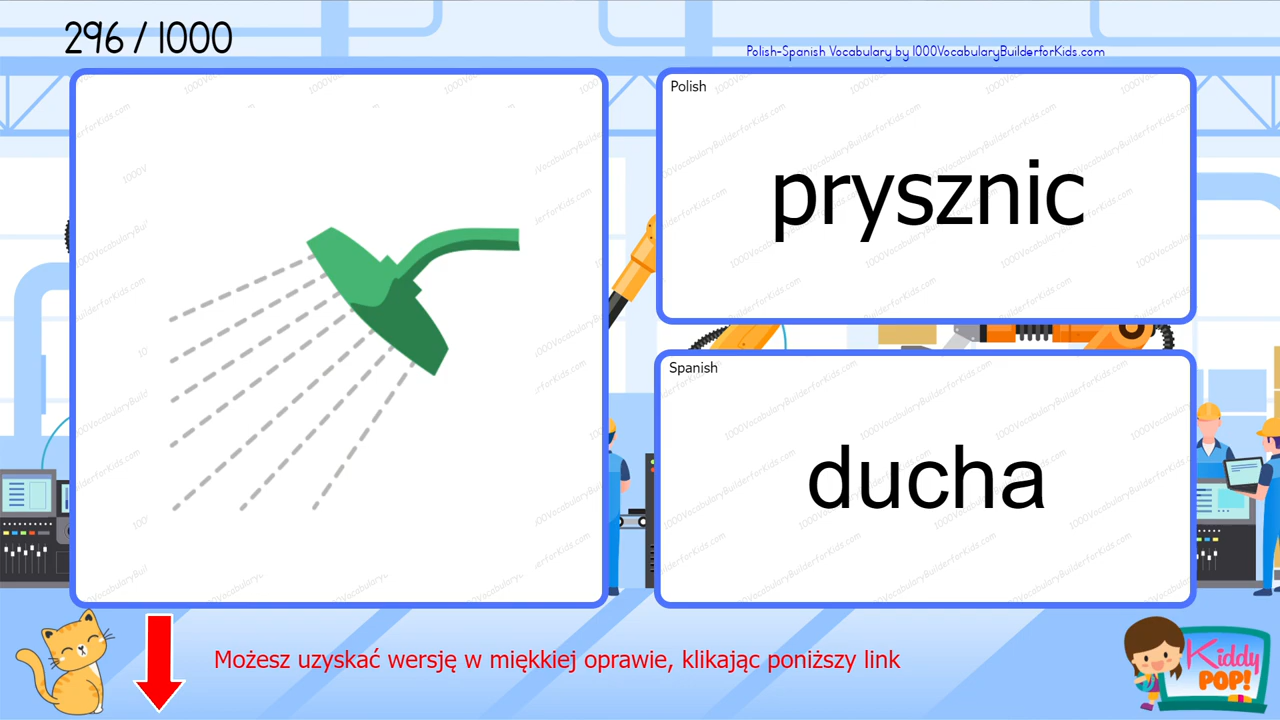 296 / 1000
Polish-Spanish Vocabulary by 1000VocabularyBuilderforKids.com
Polish
prysznic
Spanish
ducha
Możesz uzyskać wersję w miękkiej oprawie, klikając poniższy link
Kiddy
POP!